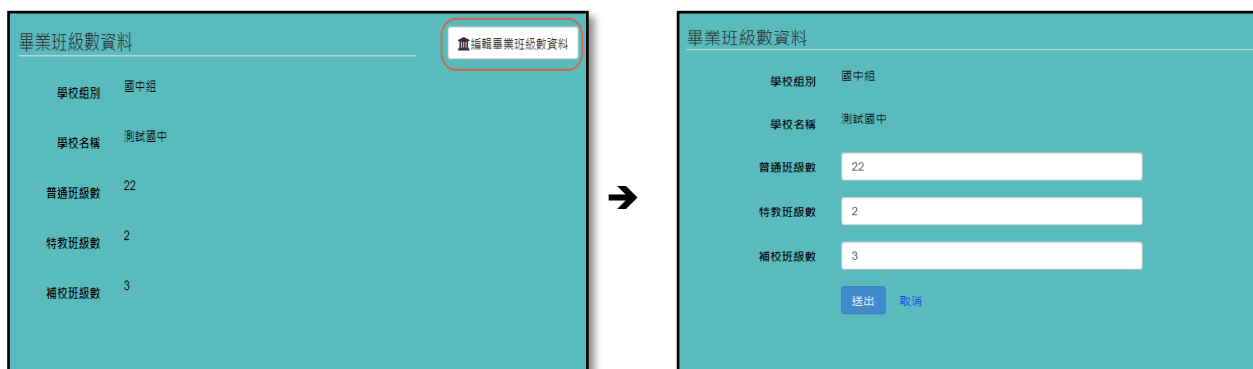 畢業班級數資料
編輯畢業班級數資料
學校組別 國中組
學校名稱 測試國中
普通班級數 22
特教班級數 2
補校班級數 3
➔
畢業班級數資料
學校組別 國中組
學校名稱 測試國中
普通班級數 22
特教班級數 2
補校班級數 3
送出 取消